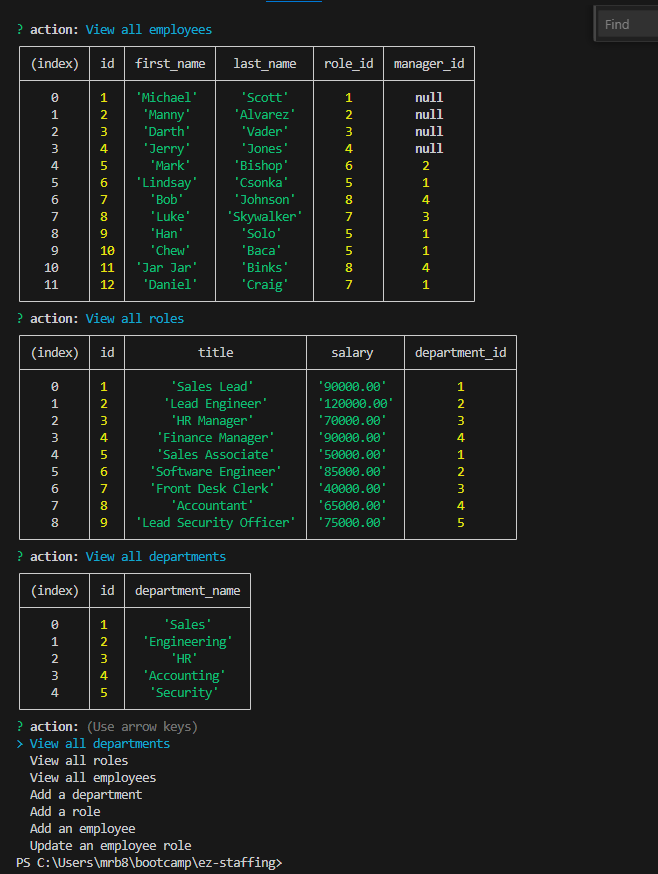 Find
? action: View all employees
(index) id first_name last_name role_id manager_id
0 1 'Michael' 'Scott' 1 null
1 2 'Manny' 'Alvarez' 2 null
2 3 'Darth' 'Vader' 3 null
3 4 'Jerry' 'Jones' 4 null
4 5 'Mark' 'Bishop' 6 2
5 6 'Lindsay' 'Csonka' 5 1
6 7 'Bob' 'Johnson' 8 4
7 8 'Luke' 'Skywalker' 7 3
8 9 'Han' 'Solo' 5 1
9 10 'Chew' 'Baca' 5 1
10 11 'Jar Jar' 'Binks' 8 4
11 12 'Daniel' 'Craig' 7 1
? action: View all roles
(index) id title salary department_id
0 1 'Sales Lead' '90000.00' 1
1 2 'Lead Engineer' '120000.00' 2
2 3 'HR Manager' '70000.00' 3
3 4 'Finance Manager' '90000.00' 4
4 5 'Sales Associate' '50000.00' 1
5 6 'Software Engineer' '85000.00' 2
6 7 'Front Desk Clerk' '40000.00' 3
7 8 'Accountant' '65000.00' 4
8 9 'Lead Security Officer' '75000.00' 5
? action: View all departments
(index) id department_name
0 1 'Sales'
1 2 'Engineering'
2 3 'HR'
3 4 'Accounting'
4 5 'Security'
? action: (Use arrow keys)
> View all departments
View all roles
View all employees
Add a department
Add a role
Add an employee
Update an employee role
PS C:\Users\mrb8\bootcamp\ez-staffing>